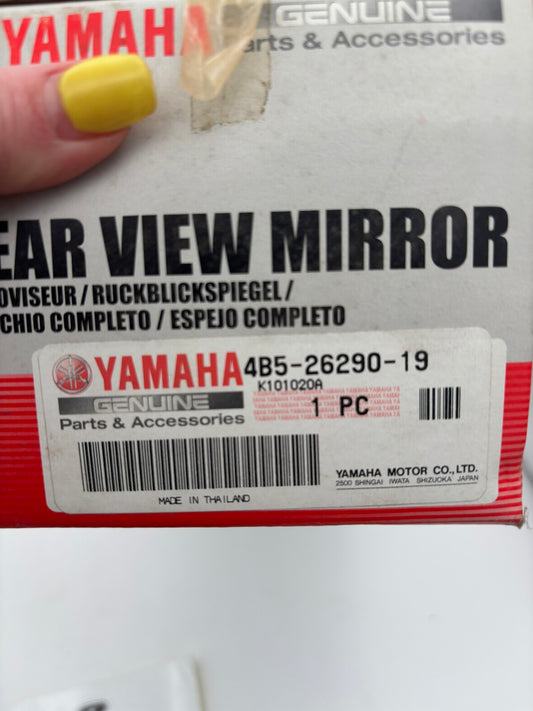 YAMAHA GENUINE
Parts & Accessories
EAR VIEW MIRROR
OVISEUR / RUCKBLICKSPIEGEL /
CHIO COMPLETO / ESPEJO COMPLETO
YAMAHA 4B5-26290-19
K101020A
GENUINE
1 PC
Parts & Accessories
YAMAHA MOTOR CO., LTD.
2500 SHINGAI IWATA SHIZUOKA JAPAN
MADE IN THAILAND